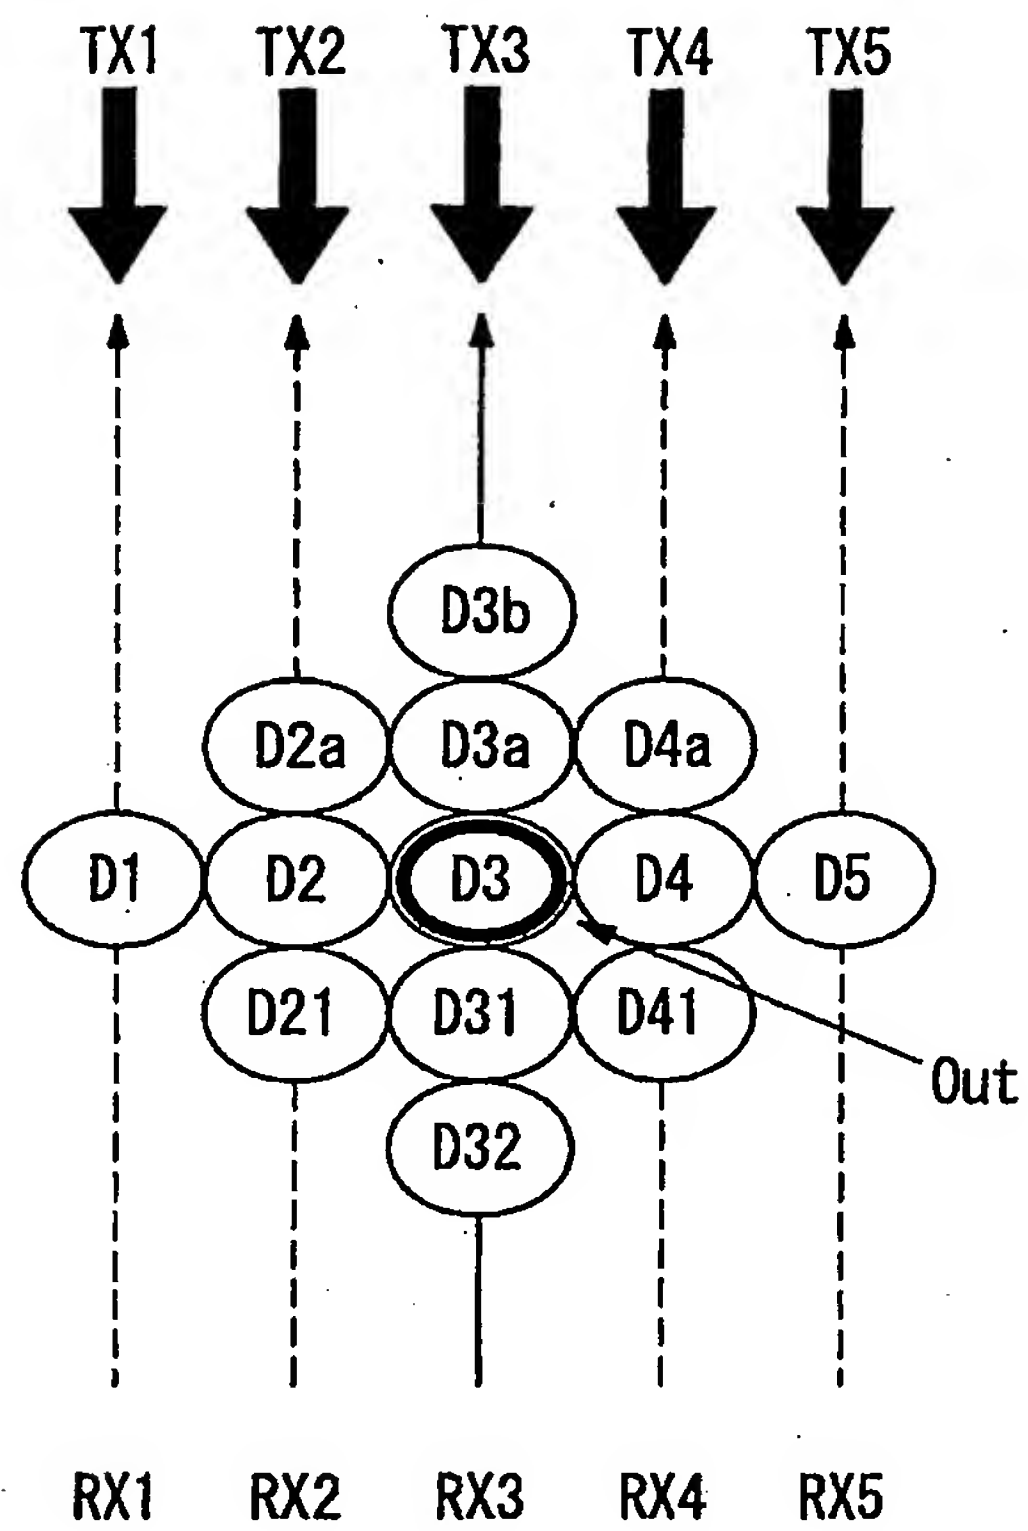 TX1 TX2 TX3 TX4 TX5
D3b
D2a D3a D4a
D1 D2 D3 D4 D5
D21 D31 D41
Out
D32
RX1 RX2 RX3 RX4 RX5